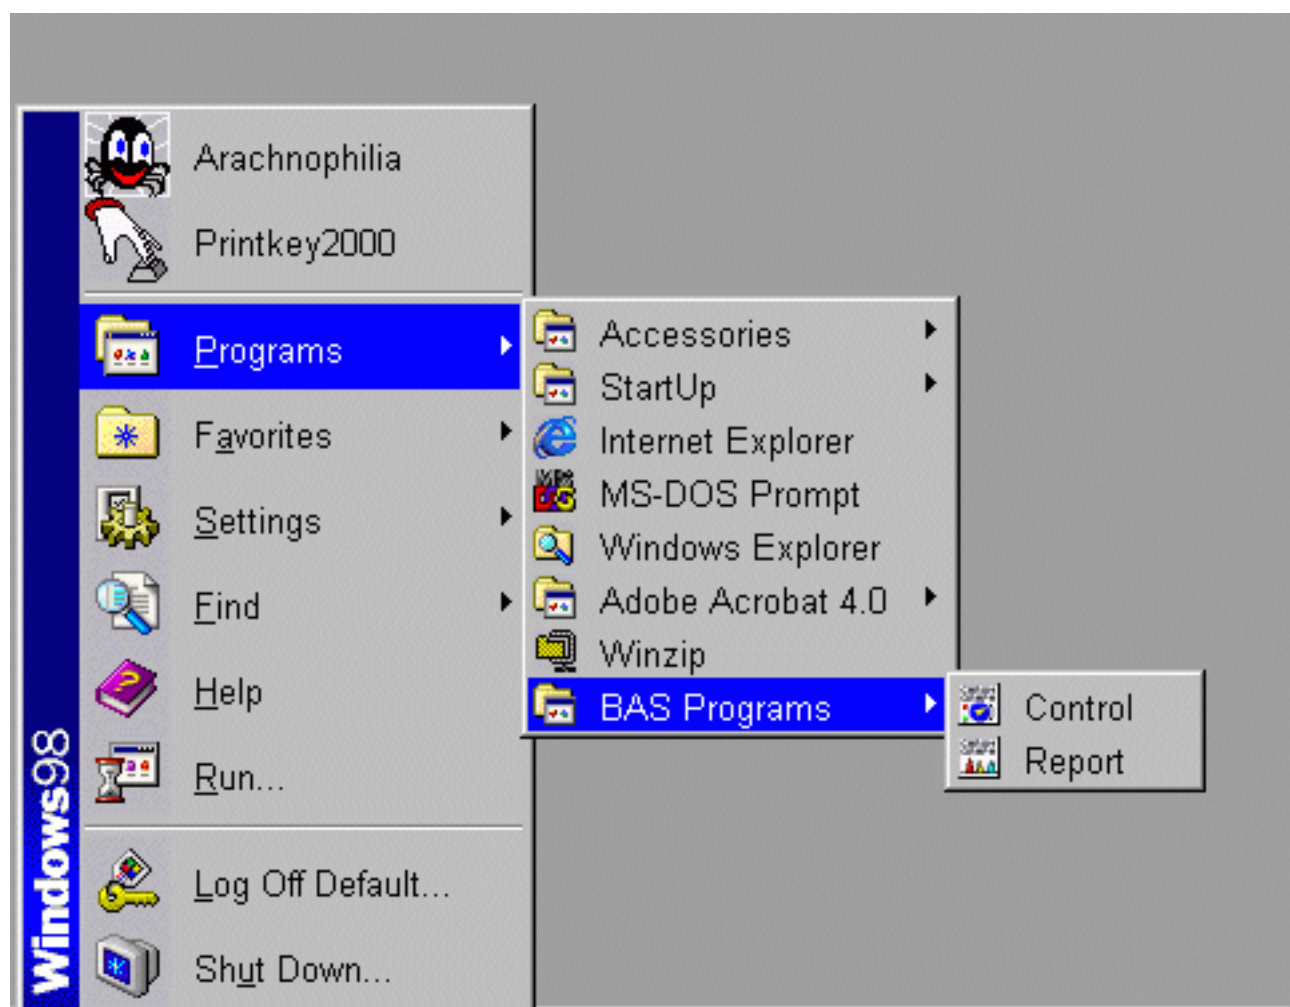 Arachnophilia
Printkey2000
Programs
Favorites
Settings
Find
Help
Run...
Log Off Default...
Shut Down...
Windows98
Accessories
StartUp
Internet Explorer
MS-DOS Prompt
Windows Explorer
Adobe Acrobat 4.0
Winzip
BAS Programs
Control
Report